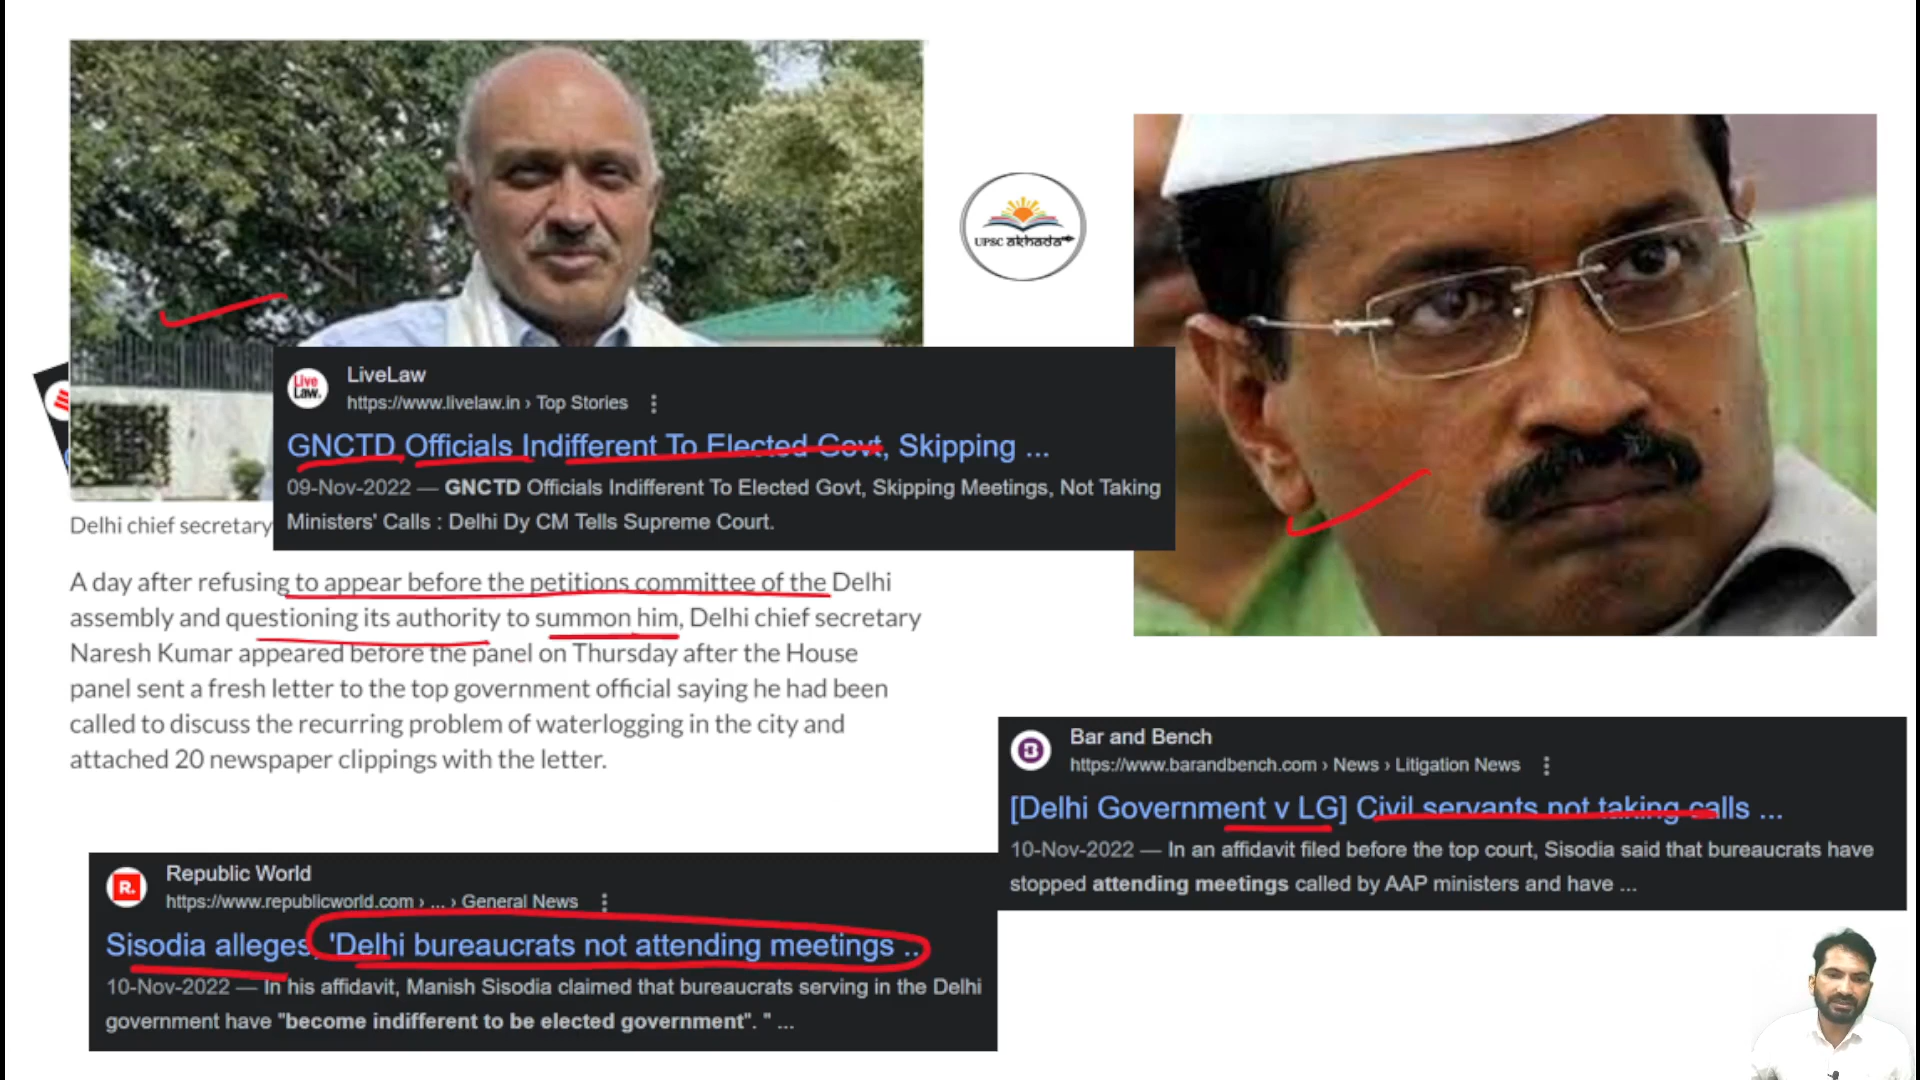 UPSC akhada
LiveLaw
Live
Law.
https://www.livelaw.in › Top Stories
GNCTD Officials Indifferent To Elected Govt, Skipping ...
09-Nov-2022 — GNCTD Officials Indifferent To Elected Govt, Skipping Meetings, Not Taking
Ministers' Calls : Delhi Dy CM Tells Supreme Court.
Delhi chief secretary
A day after refusing to appear before the petitions committee of the Delhi
assembly and questioning its authority to summon him, Delhi chief secretary
Naresh Kumar appeared before the panel on Thursday after the House
panel sent a fresh letter to the top government official saying he had been
called to discuss the recurring problem of waterlogging in the city and
attached 20 newspaper clippings with the letter.
Bar and Bench
B
https://www.barandbench.com › News › Litigation News
[Delhi Government v LG] Civil servants not taking calls ...
10-Nov-2022 — In an affidavit filed before the top court, Sisodia said that bureaucrats have
stopped attending meetings called by AAP ministers and have ...
Republic World
R.
https://www.republicworld.com › ... › General News
Sisodia alleges, 'Delhi bureaucrats not attending meetings ...
10-Nov-2022 — In his affidavit, Manish Sisodia claimed that bureaucrats serving in the Delhi
government have "become indifferent to be elected government". " ...